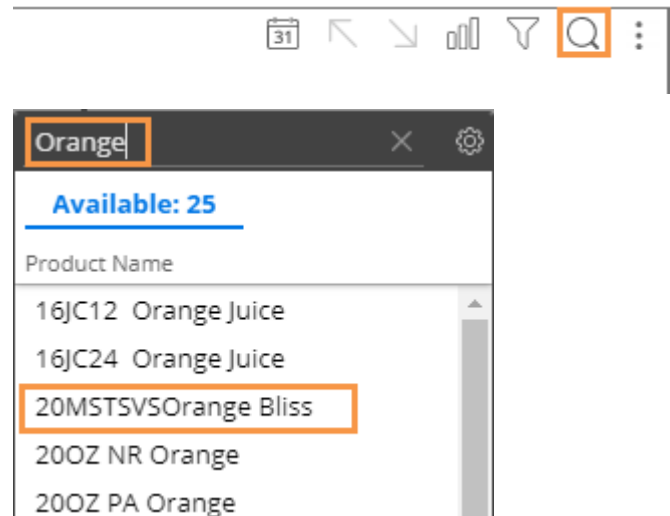 31
Orange
Available: 25
Product Name
16JC12  Orange Juice
16JC24  Orange Juice
20MSTSVSOrange Bliss
20OZ NR Orange
20OZ PA Orange